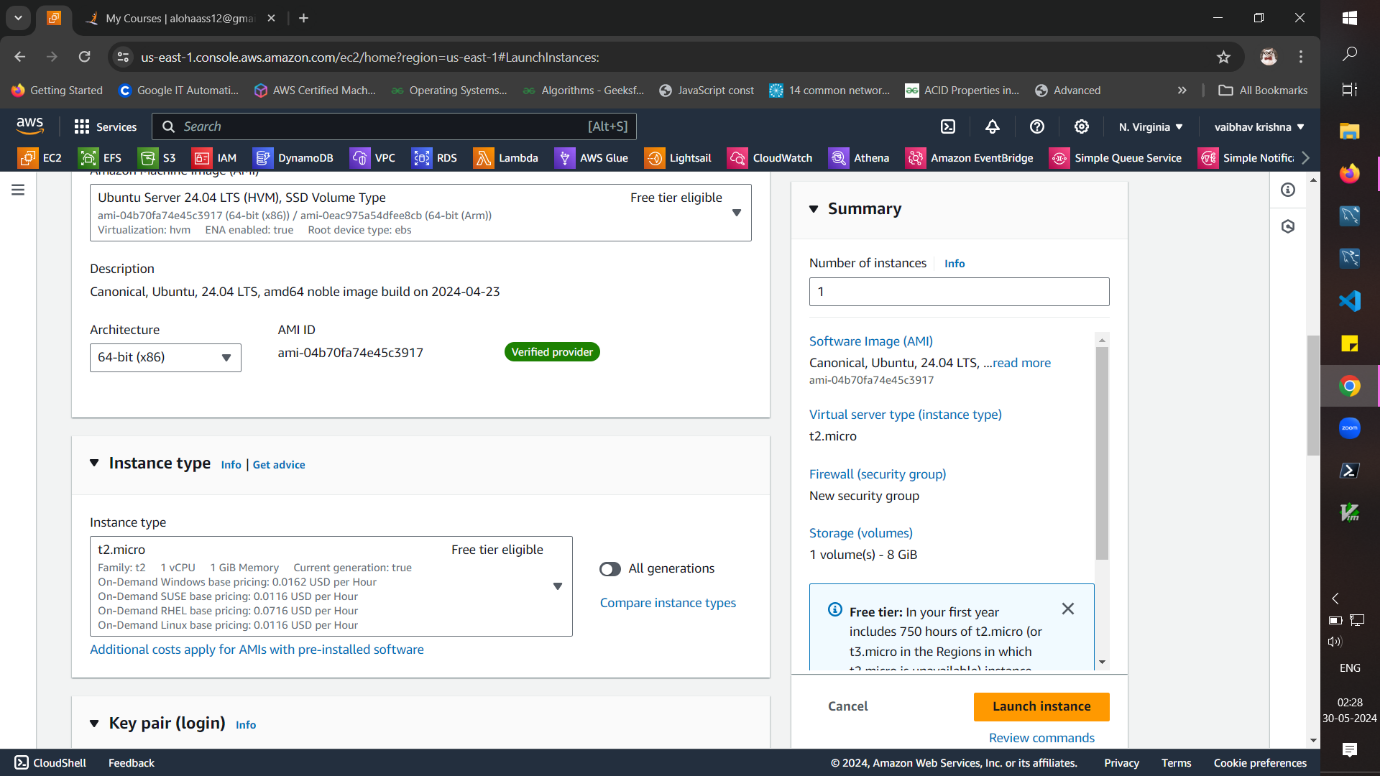 My Courses | alohaass12@gma
us-east-1.console.aws.amazon.com/ec2/home?region=us-east-1#LaunchInstances:
Getting Started
Google IT Automati...
AWS Certified Mach...
Operating Systems...
Algorithms - Geeksf...
JavaScript const
14 common networ...
ACID Properties in...
Advanced
All Bookmarks
aws
Services
Search
[Alt+S]
N. Virginia
vaibhav krishna
EC2
EFS
S3
IAM
DynamoDB
VPC
RDS
Lambda
AWS Glue
Lightsail
CloudWatch
Athena
Amazon EventBridge
Simple Queue Service
Simple Notific
Amazon Machine Image (AMI)
Ubuntu Server 24.04 LTS (HVM), SSD Volume Type
Free tier eligible
ami-04b70fa74e45c3917 (64-bit (x86)) / ami-0eac975a54dfee8cb (64-bit (Arm))
Virtualization: hvm ENA enabled: true Root device type: ebs
Description
Canonical, Ubuntu, 24.04 LTS, amd64 noble image build on 2024-04-23
Architecture
AMI ID
64-bit (x86)
ami-04b70fa74e45c3917
Verified provider
Instance type Info | Get advice
Instance type
t2.micro
Free tier eligible
Family: t2 1 vCPU 1 GiB Memory Current generation: true
On-Demand Windows base pricing: 0.0162 USD per Hour
On-Demand SUSE base pricing: 0.0116 USD per Hour
On-Demand RHEL base pricing: 0.0716 USD per Hour
On-Demand Linux base pricing: 0.0116 USD per Hour
All generations
Compare instance types
Additional costs apply for AMIs with pre-installed software
Key pair (login) Info
Summary
Number of instances Info
1
Software Image (AMI)
Canonical, Ubuntu, 24.04 LTS, ...read more
ami-04b70fa74e45c3917
Virtual server type (instance type)
t2.micro
Firewall (security group)
New security group
Storage (volumes)
1 volume(s) - 8 GiB
Free tier: In your first year
includes 750 hours of t2.micro (or
t3.micro in the Regions in which
t2.micro is unavailable) instance
Cancel
Launch instance
Review commands
zoom
ENG
02:28
30-05-2024
CloudShell
Feedback
© 2024, Amazon Web Services, Inc. or its affiliates.
Privacy
Terms
Cookie preferences